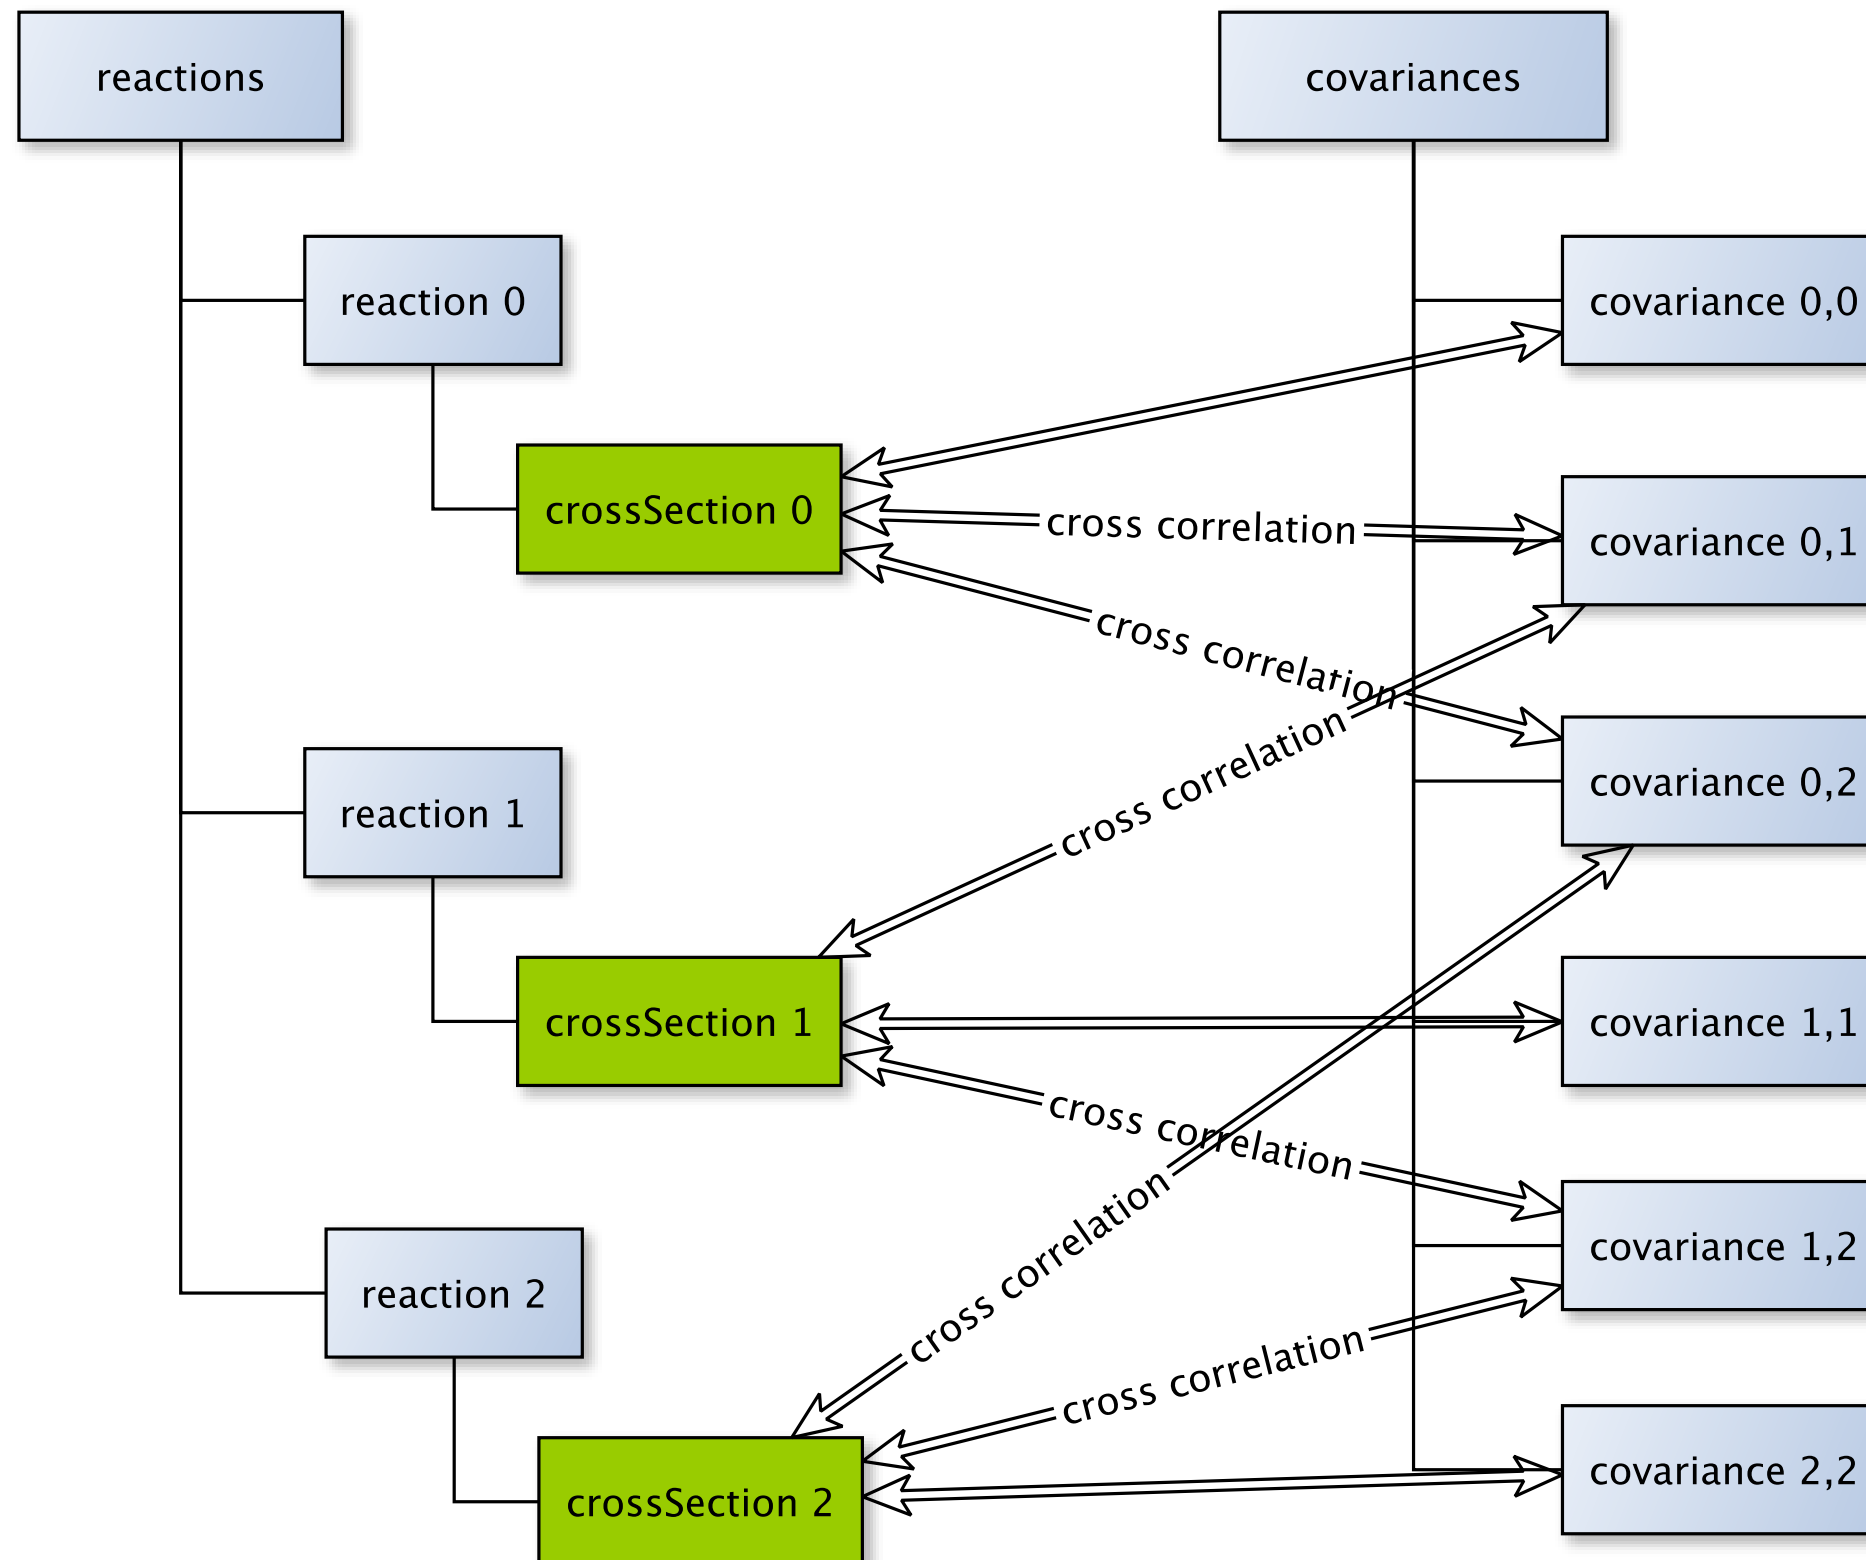 reactions
covariances
reaction 0
covariance 0,0
crossSection 0
cross correlation
covariance 0,1
cross correlation
cross correlation
covariance 0,2
reaction 1
crossSection 1
covariance 1,1
cross correlation
cross correlation
covariance 1,2
reaction 2
cross correlation
covariance 2,2
crossSection 2